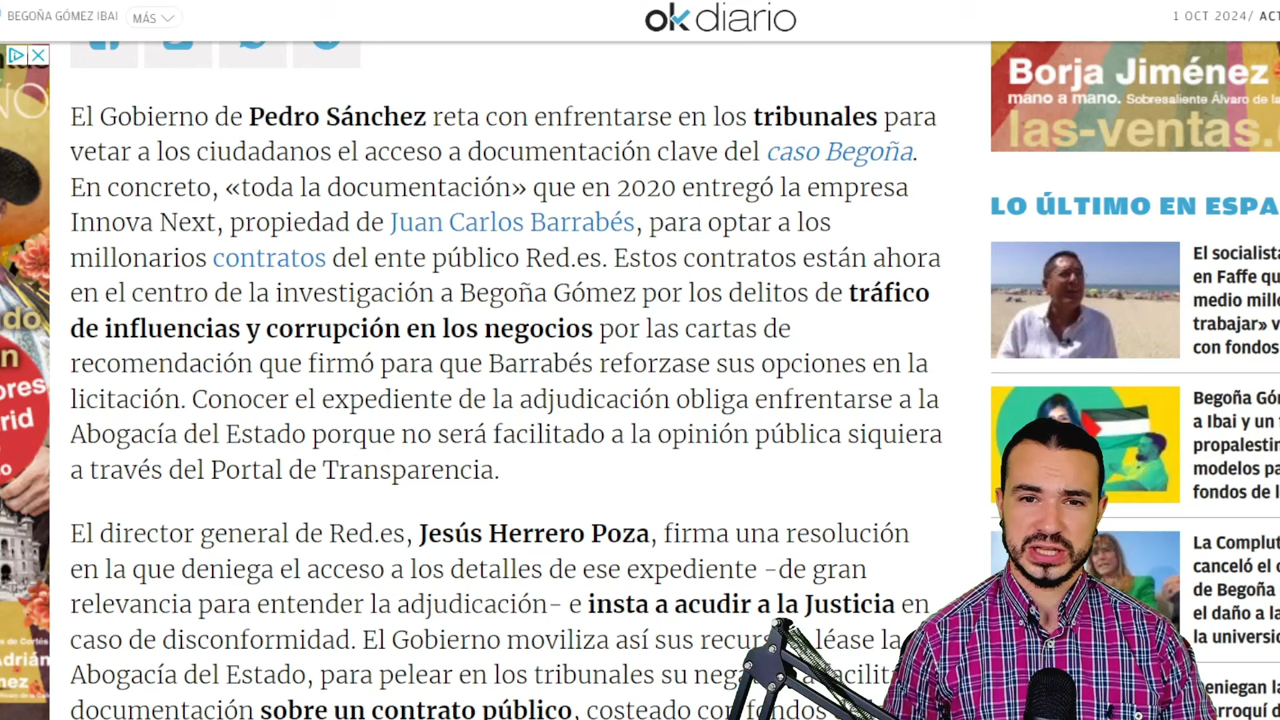 BEGOÑA GÓMEZ IBAI
MÁS
okdiario
1 OCT 2024/
El Gobierno de Pedro Sánchez reta con enfrentarse en los tribunales para
vetar a los ciudadanos el acceso a documentación clave del caso Begoña.
En concreto, «toda la documentación» que en 2020 entregó la empresa
Innova Next, propiedad de Juan Carlos Barrabés, para optar a los
millonarios contratos del ente público Red.es. Estos contratos están ahora
en el centro de la investigación a Begoña Gómez por los delitos de tráfico
de influencias y corrupción en los negocios por las cartas de
recomendación que firmó para que Barrabés reforzase sus opciones en la
licitación. Conocer el expediente de la adjudicación obliga enfrentarse a la
Abogacía del Estado porque no será facilitado a la opinión pública siquiera
a través del Portal de Transparencia.
El director general de Red.es, Jesús Herrero Poza, firma una resolución
en la que deniega el acceso a los detalles de ese expediente -de gran
relevancia para entender la adjudicación- e insta a acudir a la Justicia en
caso de disconformidad. El Gobierno moviliza así sus léase la
Abogacía del Estado, para pelear en los tribunales su
documentación sobre un contrato público, costeado con fondos
Borja Jiménez
mano a mano. Sobresaliente Álvaro de la
las-ventas.
LO ÚLTIMO EN ESPA
El socialista
en Faffe qu
medio millo
trabajar» v
con fondos
Begoña Gó
a Ibai y un
propalestin
modelos pa
fondos de l
La Complut
canceló el
de Begoña
el daño a la
la universid